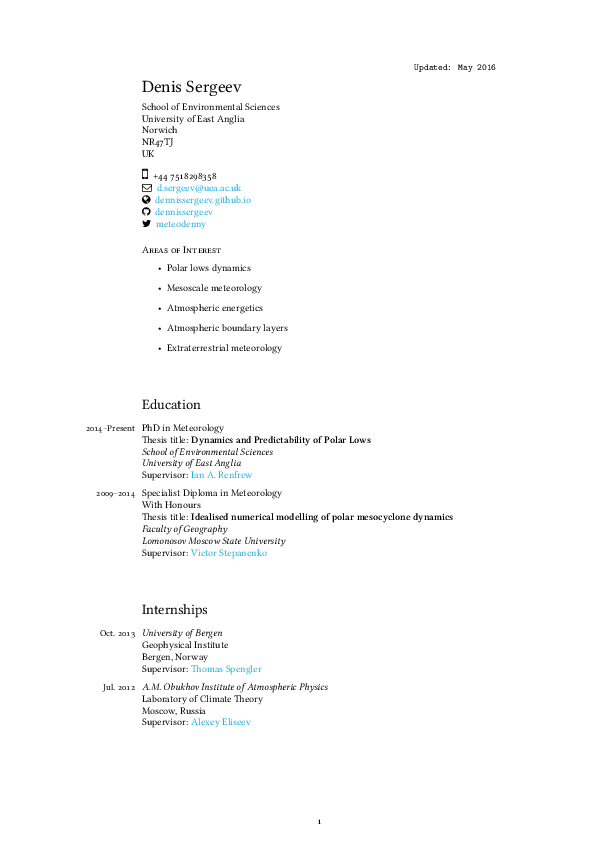 Updated: May 2016
Denis Sergeev
School of Environmental Sciences
University of East Anglia
Norwich
NR47TJ
UK
+44 7518298358
d.sergeev@uea.ac.uk
dennissergeev.github.io
dennissergeev
meteodenny
Areas of Interest
• Polar lows dynamics
• Mesoscale meteorology
• Atmospheric energetics
• Atmospheric boundary layers
• Extraterrestrial meteorology
Education
2014–Present PhD in Meteorology
Thesis title: Dynamics and Predictability of Polar Lows
School of Environmental Sciences
University of East Anglia
Supervisor: Ian A. Renfrew
2009–2014 Specialist Diploma in Meteorology
With Honours
Thesis title: Idealised numerical modelling of polar mesocyclone dynamics
Faculty of Geography
Lomonosov Moscow State University
Supervisor: Victor Stepanenko
Internships
Oct. 2013 University of Bergen
Geophysical Institute
Bergen, Norway
Supervisor: Thomas Spengler
Jul. 2012 A.M. Obukhov Institute of Atmospheric Physics
Laboratory of Climate Theory
Moscow, Russia
Supervisor: Alexey Eliseev
1